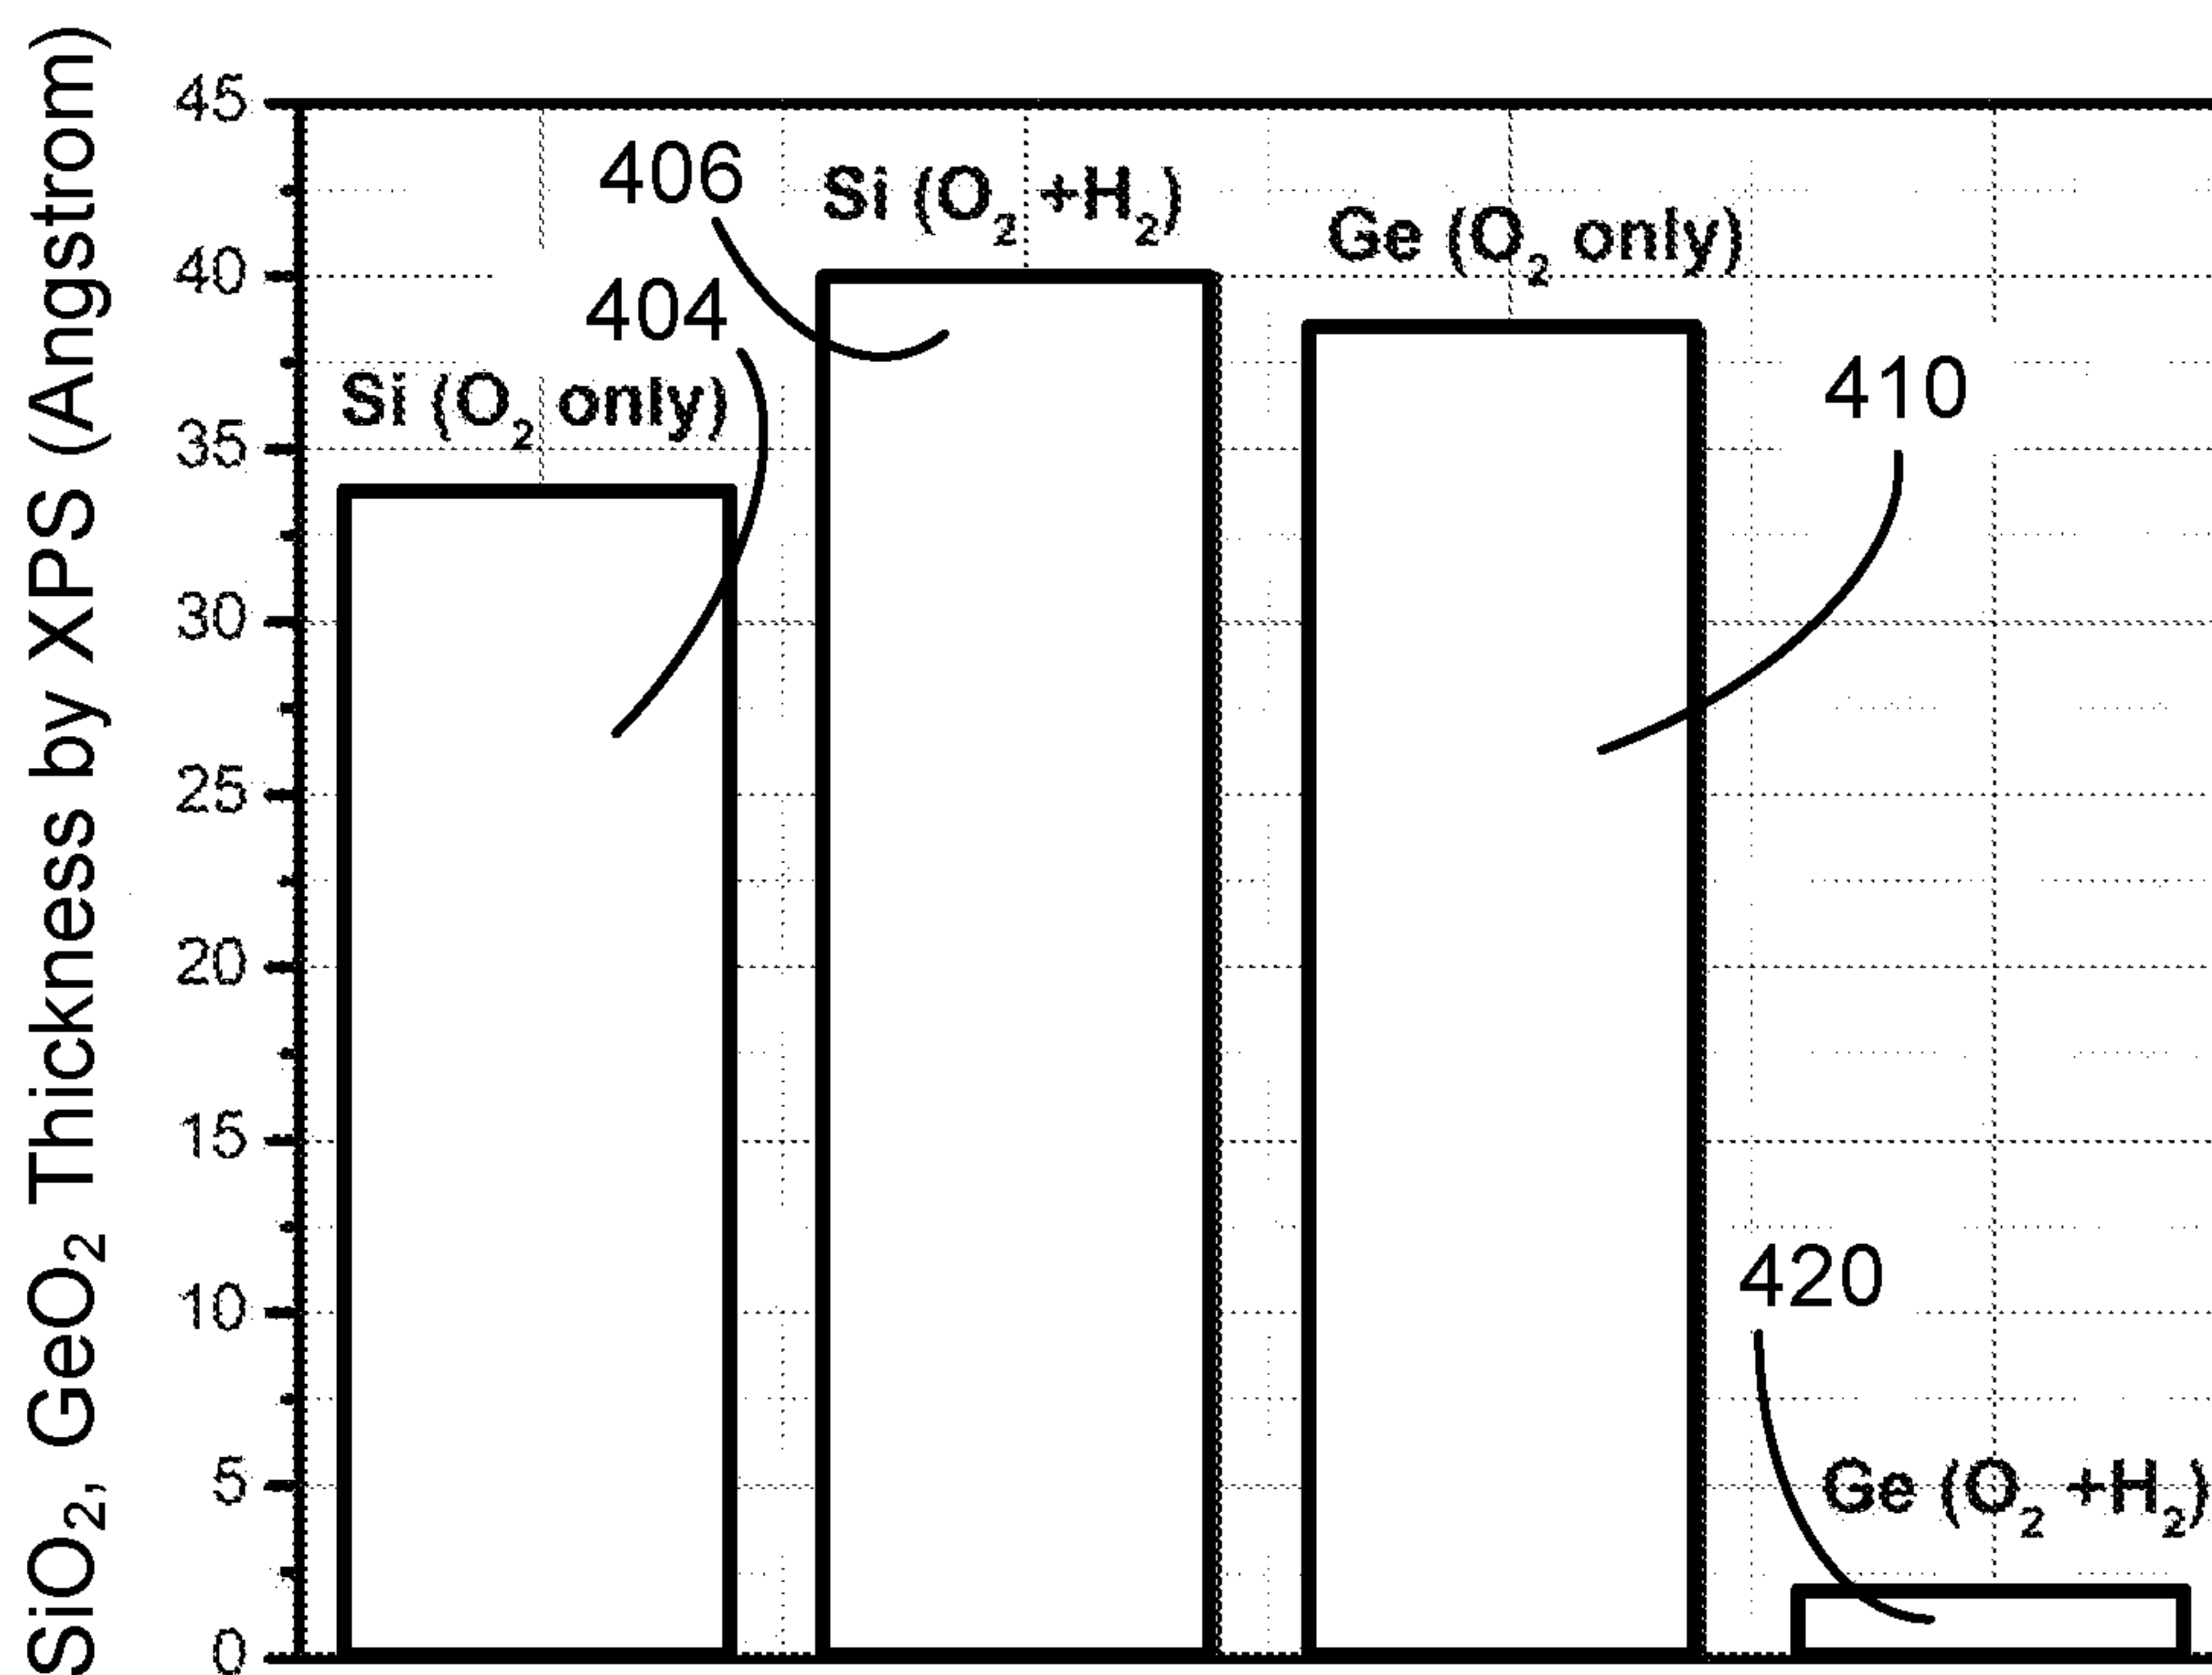 SiO₂, GeO₂ Thickness by XPS (Angstrom)
45
40
35
30
25
20
15
10
5
0
406
Si (O₂ +H₂)
Ge (O₂ only)
404
Si (O₂ only)
410
420
Ge (O₂ +H₂)